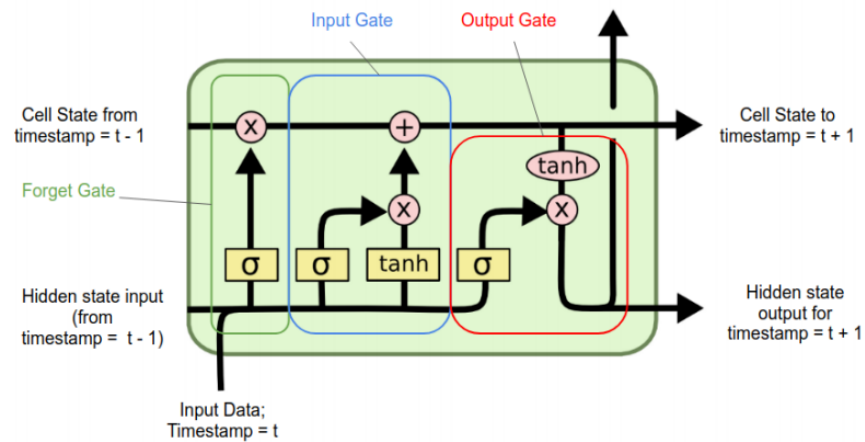 Input Gate
Output Gate
Cell State from
timestamp = t - 1
x
+
Cell State to
timestamp = t + 1
tanh
Forget Gate
x
x
σ
σ
tanh
σ
Hidden state input
(from
timestamp = t - 1)
Hidden state
output for
timestamp = t + 1
Input Data;
Timestamp = t